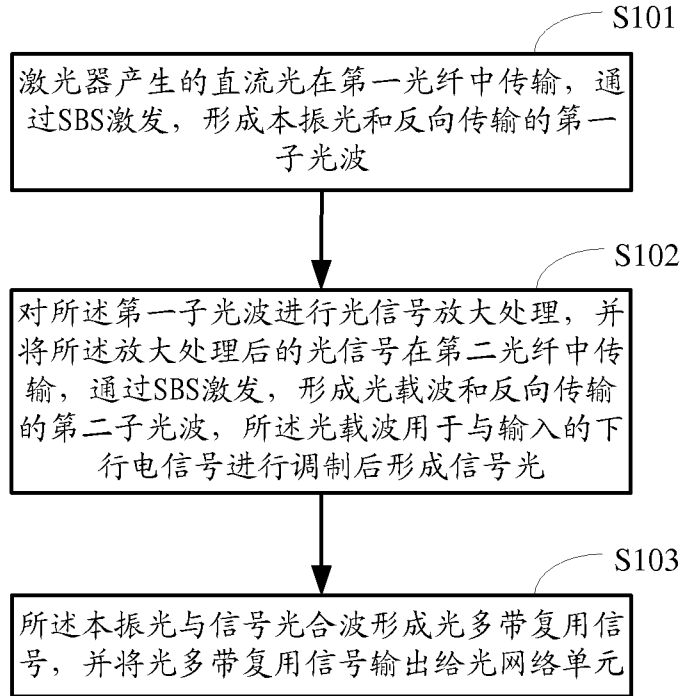 S101
激光器产生的直流光在第一光纤中传输，通
过SBS激发，形成本振光和反向传输的第一
子光波
S102
对所述第一子光波进行光信号放大处理，并
将所述放大处理后的光信号在第二光纤中传
输，通过SBS激发，形成光载波和反向传输
的第二子光波，所述光载波用于与输入的下
行电信号进行调制后形成信号光
S103
所述本振光与信号光合波形成光多带复用信
号，并将光多带复用信号输出给光网络单元